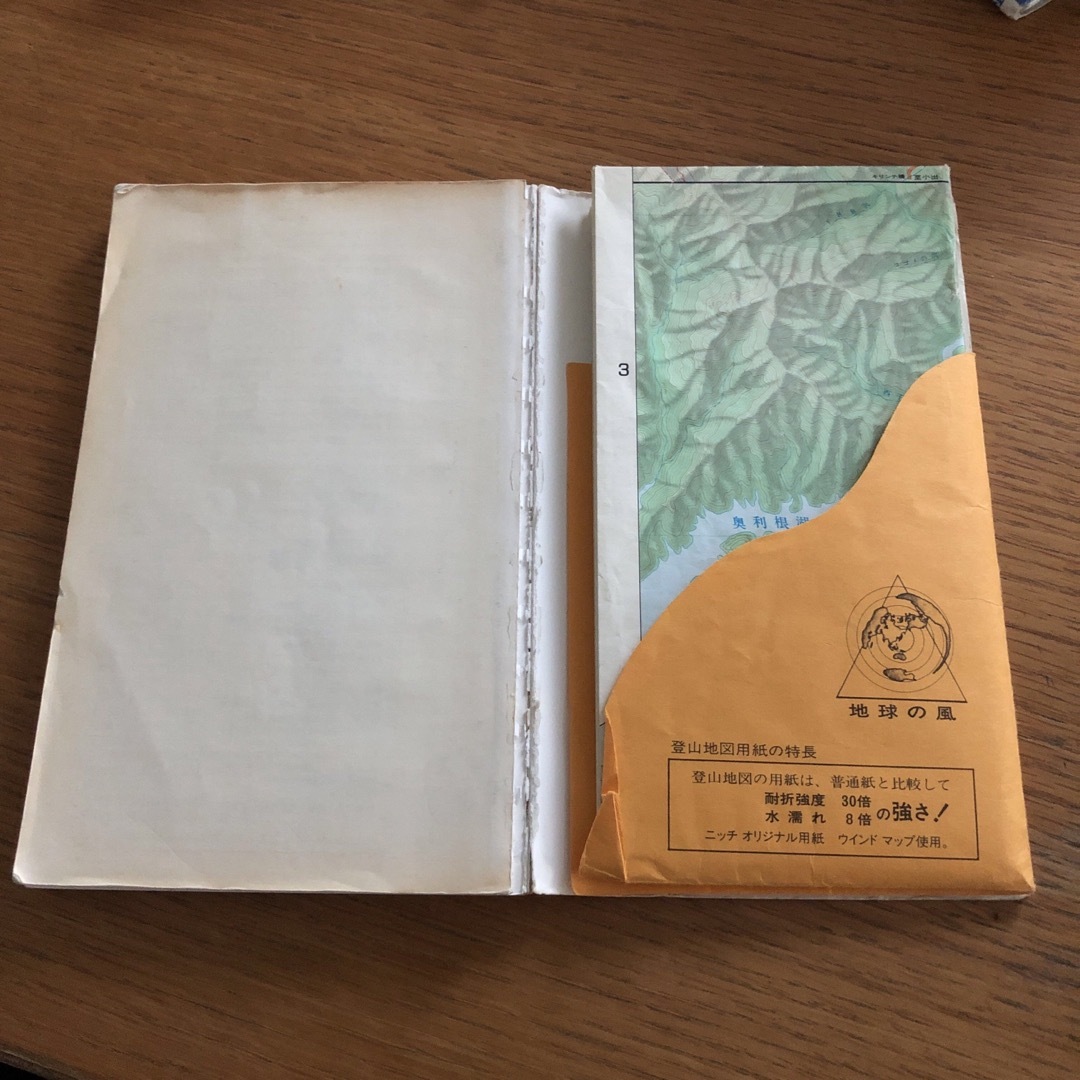 3
奥利根湖
地球の風
登山地図用紙の特長
登山地図の用紙は、普通紙と比較して
耐折強度 30倍
水濡れ 8倍
の強さ!
ニッチ オリジナル用紙 ウインド マップ使用。